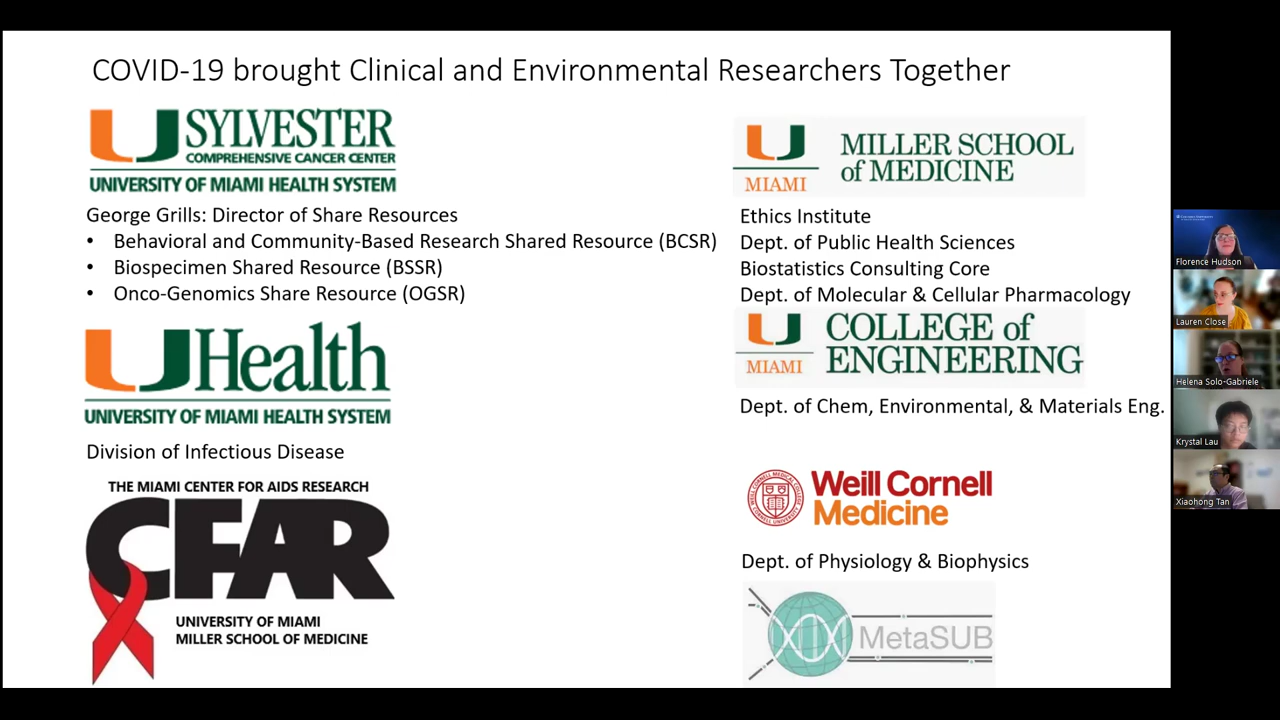 COVID-19 brought Clinical and Environmental Researchers Together
U SYLVESTER
COMPREHENSIVE CANCER CENTER
UNIVERSITY OF MIAMI HEALTH SYSTEM
George Grills: Director of Share Resources
• Behavioral and Community-Based Research Shared Resource (BCSR)
• Biospecimen Shared Resource (BSSR)
• Onco-Genomics Share Resource (OGSR)
UHealth
UNIVERSITY OF MIAMI HEALTH SYSTEM
Division of Infectious Disease
THE MIAMI CENTER FOR AIDS RESEARCH
CFAR
UNIVERSITY OF MIAMI
MILLER SCHOOL OF MEDICINE
U
MIAMI
MILLER SCHOOL
of MEDICINE
Ethics Institute
Dept. of Public Health Sciences
Biostatistics Consulting Core
Dept. of Molecular & Cellular Pharmacology
U
MIAMI
COLLEGE of
ENGINEERING
Dept. of Chem, Environmental, & Materials Eng.
Weill Cornell
Medicine
Dept. of Physiology & Biophysics
MetaSUB
Florence Hudson
Lauren Close
Helena Solo-Gabriele
Krystal Lau
Xiaohong Tan